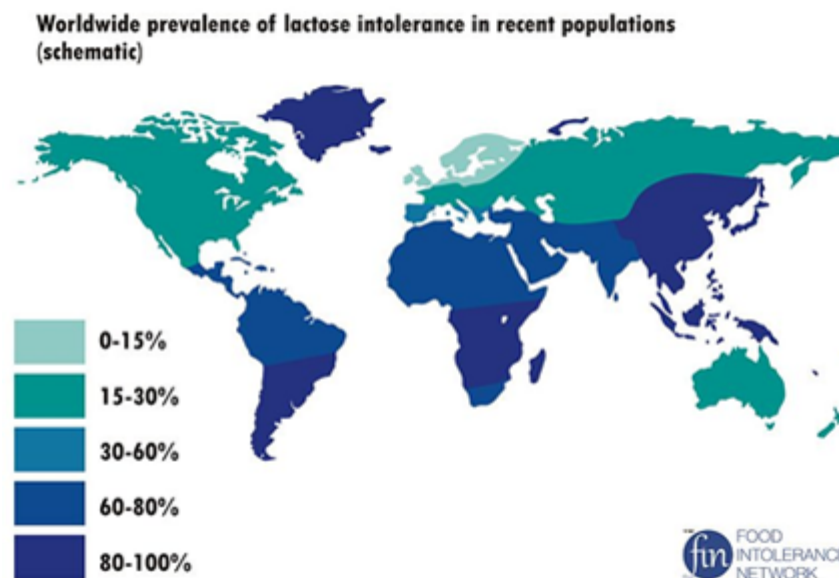 Worldwide prevalence of lactose intolerance in recent populations
(schematic)
0-15%
15-30%
30-60%
60-80%
80-100%
fin
FOOD
INTOLERANCE
NETWORK